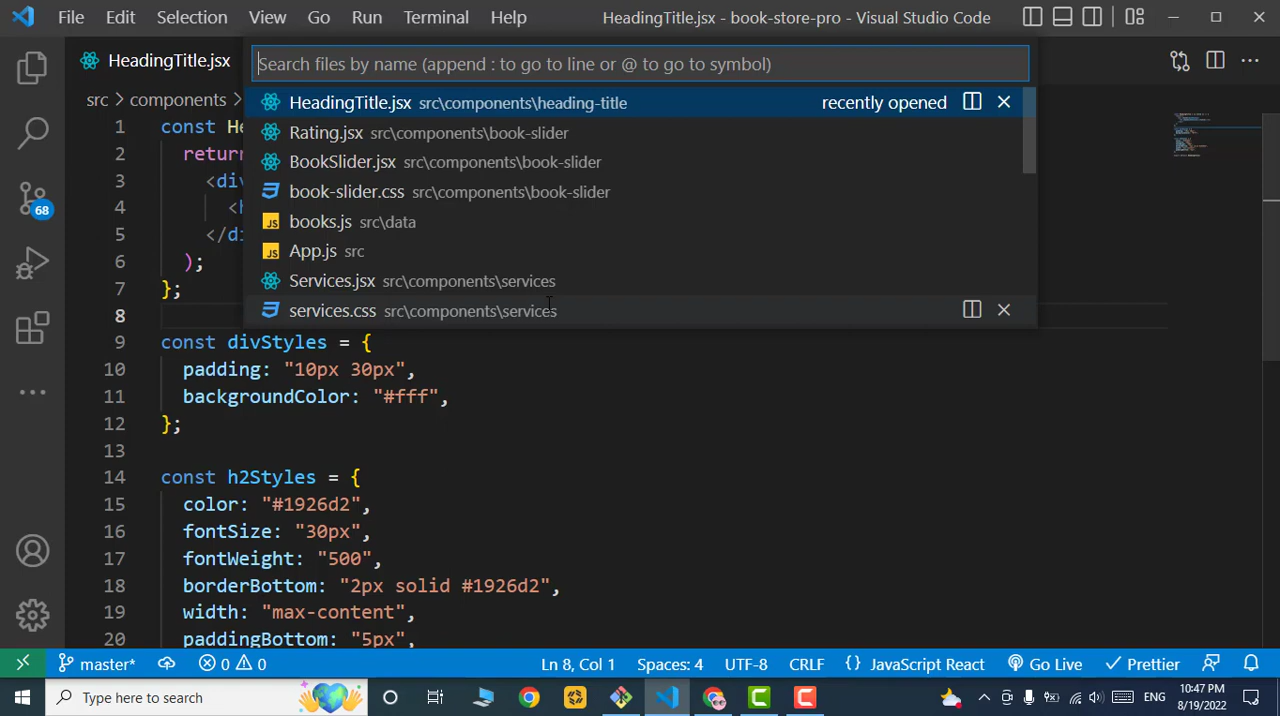 File Edit Selection View Go Run Terminal Help HeadingTitle.jsx - book-store-pro - Visual Studio Code
HeadingTitle.jsx
Search files by name (append : to go to line or @ to go to symbol)
src > components >
HeadingTitle.jsx src\components\heading-title recently opened
Rating.jsx src\components\book-slider
BookSlider.jsx src\components\book-slider
book-slider.css src\components\book-slider
books.js src\data
App.js src
Services.jsx src\components\services
services.css src\components\services
68
1 const He
2 return
3 <div
4 <h
5 </di
6 );
7 };
8
9 const divStyles = {
10 padding: "10px 30px",
11 backgroundColor: "#fff",
12 };
13
14 const h2Styles = {
15 color: "#1926d2",
16 fontSize: "30px",
17 fontWeight: "500",
18 borderBottom: "2px solid #1926d2",
19 width: "max-content",
20 paddingBottom: "5px",
master* 0 0 Ln 8, Col 1 Spaces: 4 UTF-8 CRLF {} JavaScript React Go Live Prettier
Type here to search
ENG
10:47 PM
8/19/2022